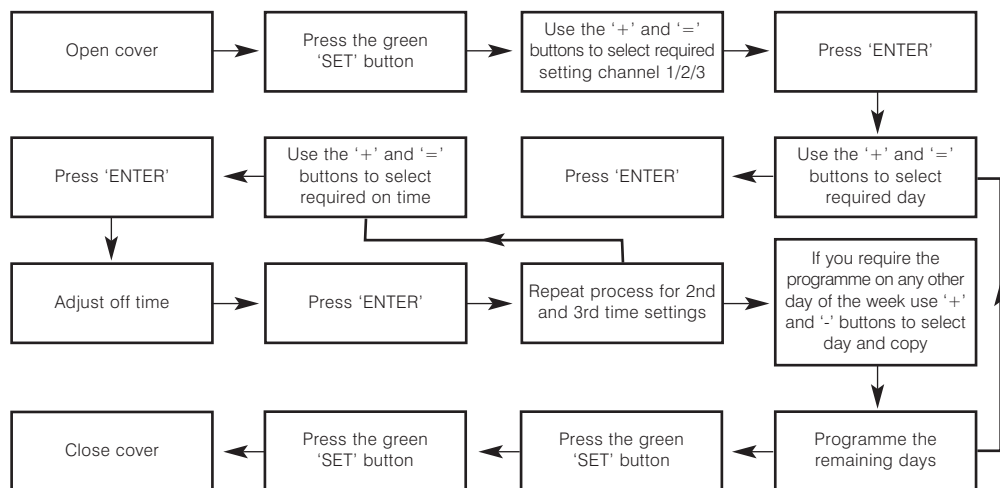 Open cover
Press the green
‘SET’ button
Use the ‘+’ and ‘=’
buttons to select required
setting channel 1/2/3
Press ‘ENTER’
Use the ‘+’ and ‘=’
buttons to select
required day
Press ‘ENTER’
Use the ‘+’ and ‘=’
buttons to select
required on time
Press ‘ENTER’
Adjust off time
Press ‘ENTER’
Repeat process for 2nd
and 3rd time settings
If you require the
programme on any other
day of the week use ‘+’
and ‘-’ buttons to select
day and copy
Programme the
remaining days
Press the green
‘SET’ button
Press the green
‘SET’ button
Close cover